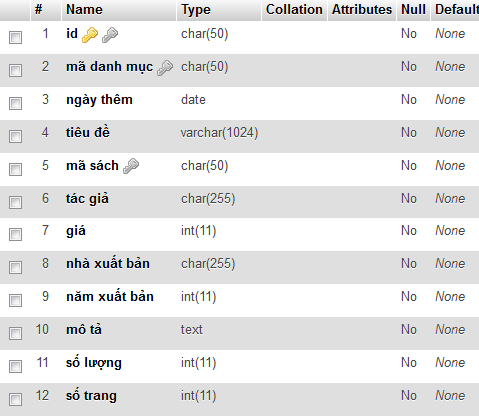 # Name Type Collation Attributes Null Default
1 id char(50) No None
2 mã danh mục char(50) No None
3 ngày thêm date No None
4 tiêu đề varchar(1024) No None
5 mã sách char(50) No None
6 tác giả char(255) No None
7 giá int(11) No None
8 nhà xuất bản char(255) No None
9 năm xuất bản int(11) No None
10 mô tả text No None
11 số lượng int(11) No None
12 số trang int(11) No None